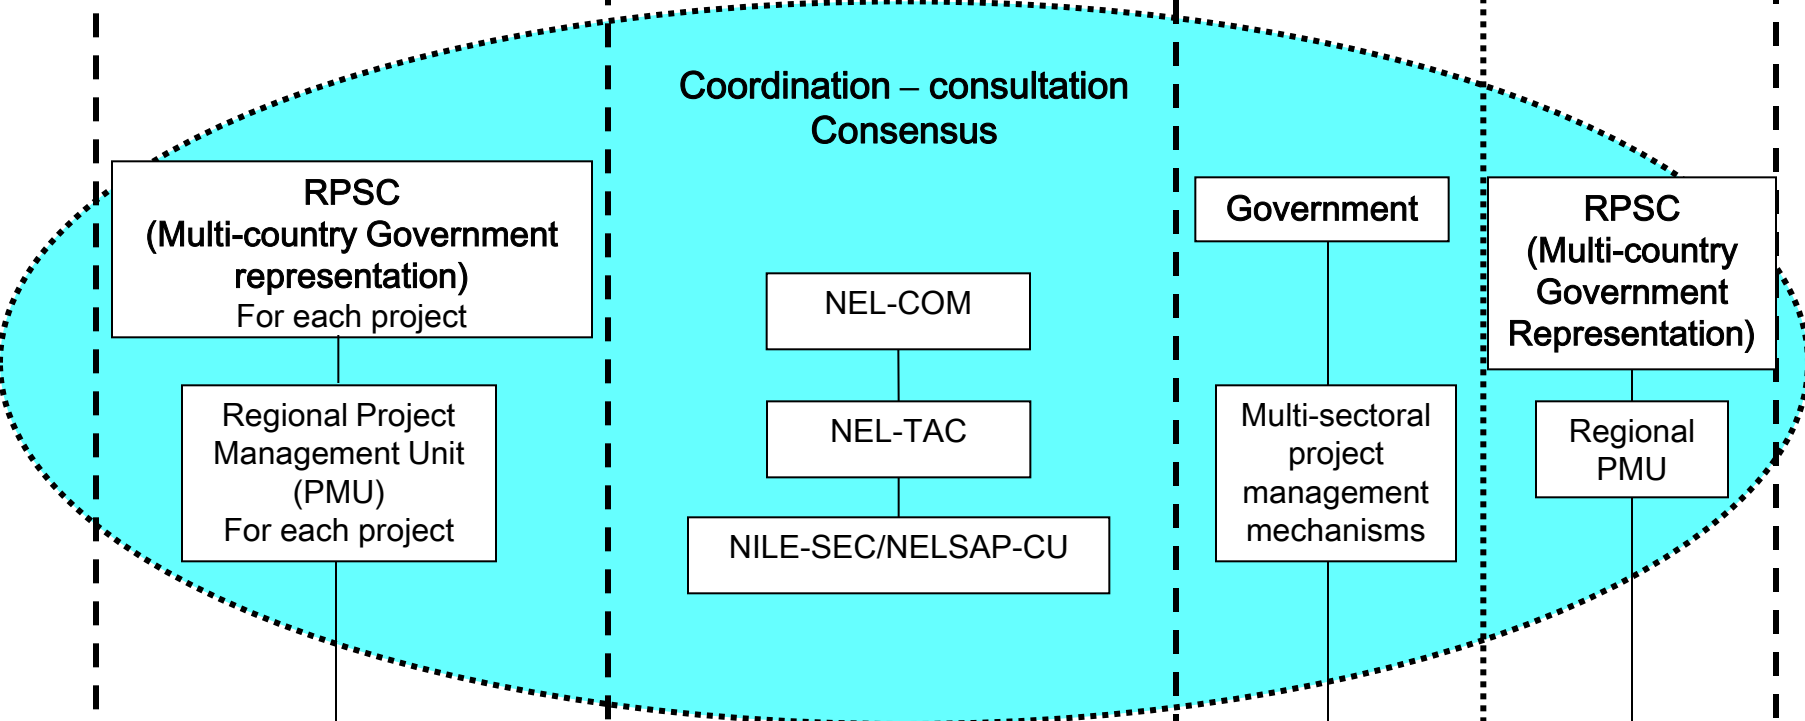 Coordination – consultation
Consensus
RPSC
(Multi-country Government
representation)
For each project
Regional Project
Management Unit
(PMU)
For each project
NEL-COM
NEL-TAC
NILE-SEC/NELSAP-CU
Government
Multi-sectoral
project
management
mechanisms
RPSC
(Multi-country
Government
Representation)
Regional
PMU